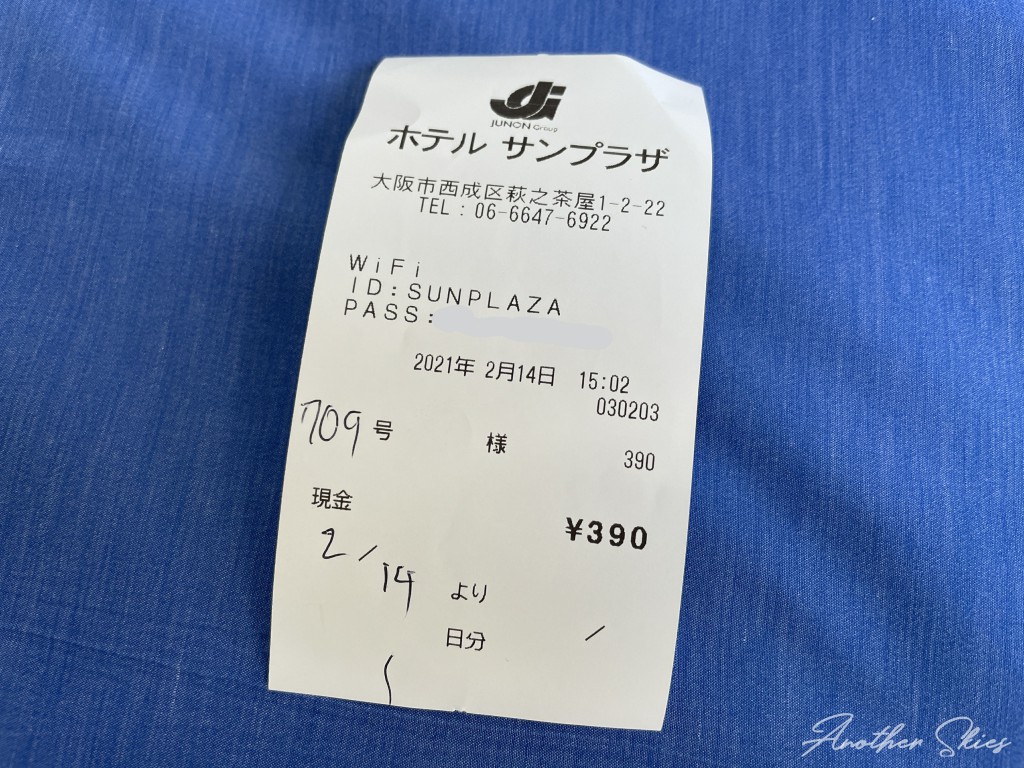 JUNON Group
ホテル サンプラザ
大阪市西成区萩之茶屋1-2-22
TEL : 06-6647-6922
WiFi
ID:SUNPLAZA
PASS:
2021年 2月14日 15:02
030203
709号 様 390
現金 ¥390
2/14 より
1 日分 /
Another Skies